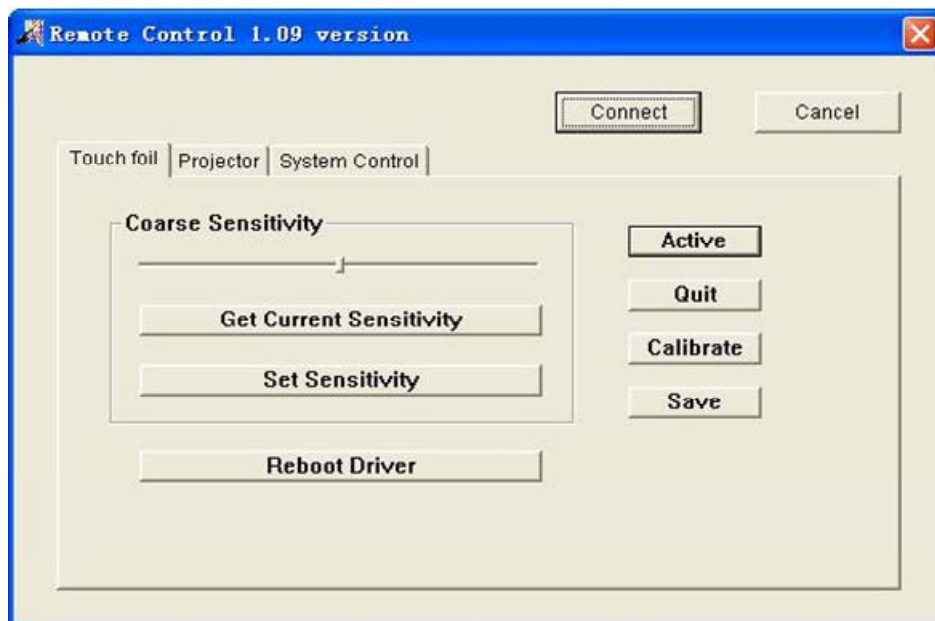 Remote Control 1.09 version
Connect Cancel
Touch foil Projector System Control
Coarse Sensitivity
Active
Get Current Sensitivity
Quit
Calibrate
Set Sensitivity
Save
Reboot Driver